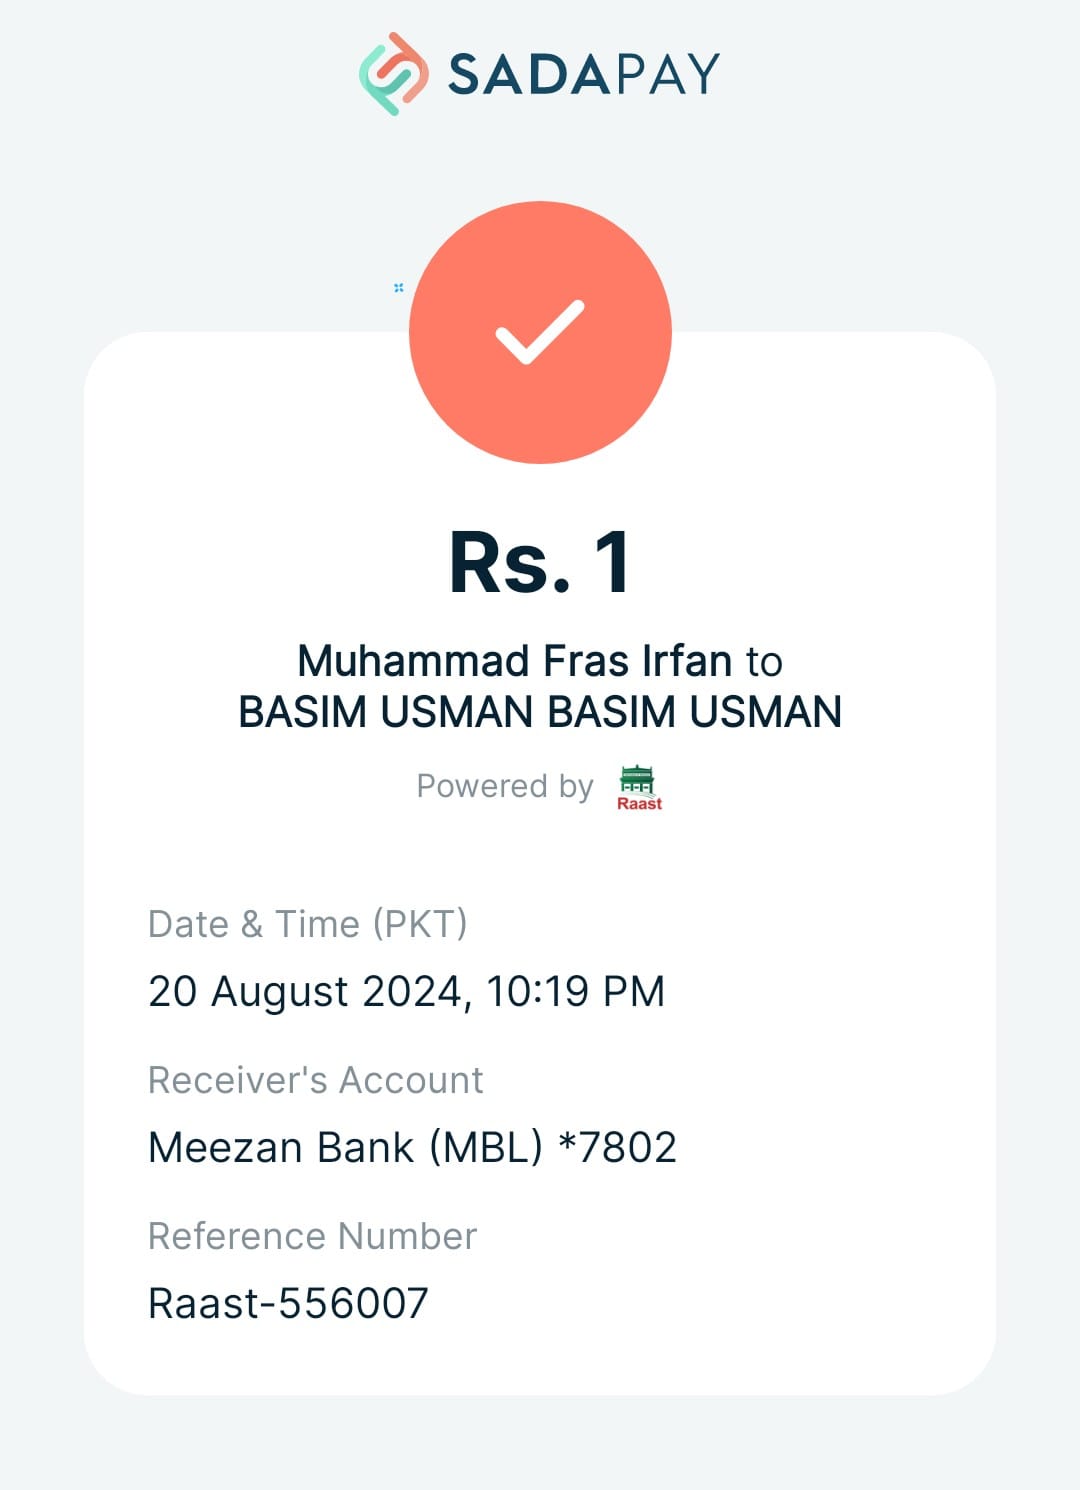 SADAPAY
Rs. 1
Muhammad Fras Irfan to
BASIM USMAN BASIM USMAN
Powered by Raast
Date & Time (PKT)
20 August 2024, 10:19 PM
Receiver's Account
Meezan Bank (MBL) *7802
Reference Number
Raast-556007